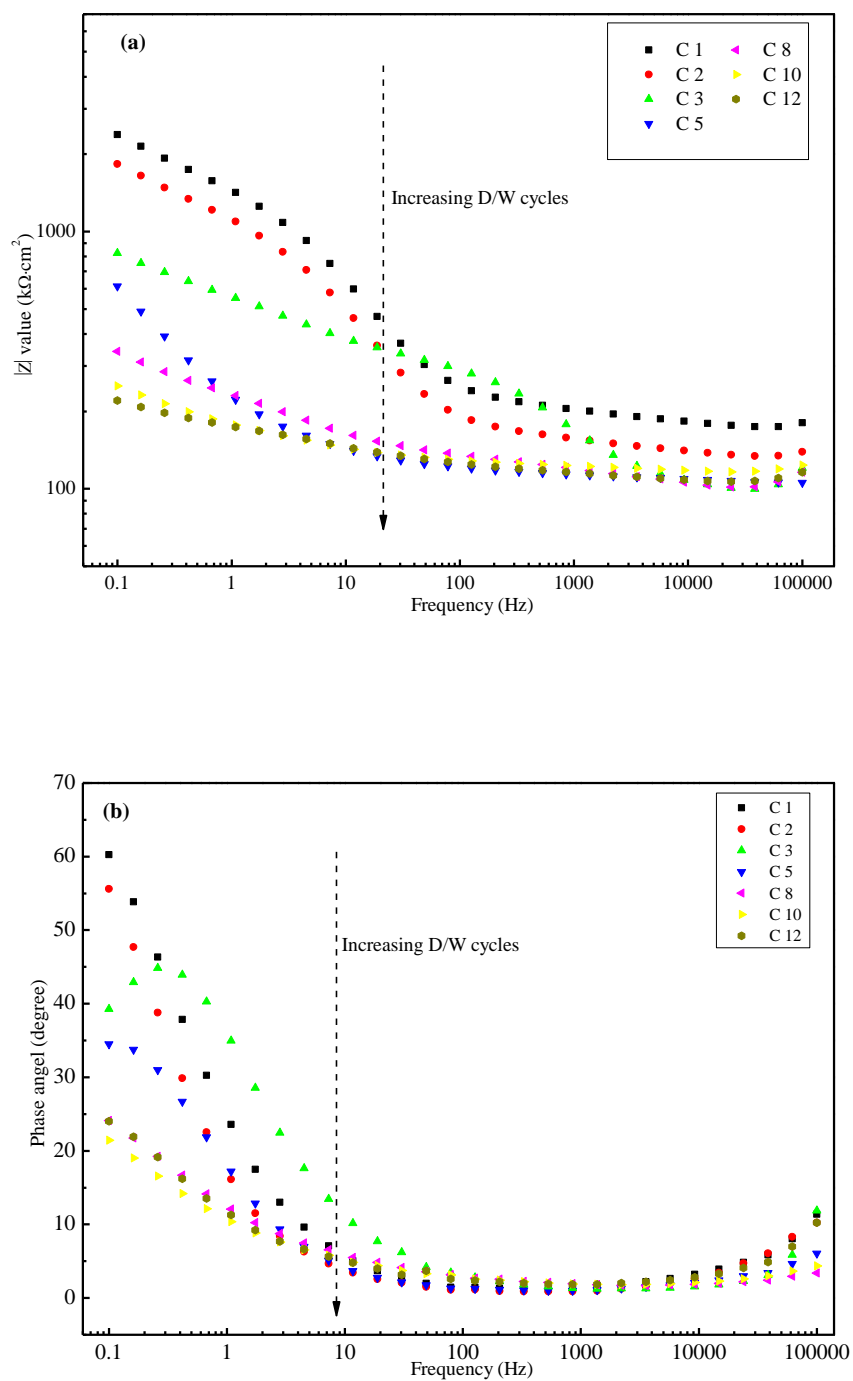 (a)
C 1
C 2
C 3
C 5
C 8
C 10
C 12
Increasing D/W cycles
|Z| value (kΩ·cm²)
1000
100
0.1
1
10
100
1000
10000
100000
Frequency (Hz)
(b)
C 1
C 2
C 3
C 5
C 8
C 10
C 12
Increasing D/W cycles
Phase angel (degree)
70
60
50
40
30
20
10
0
0.1
1
10
100
1000
10000
100000
Frequency (Hz)